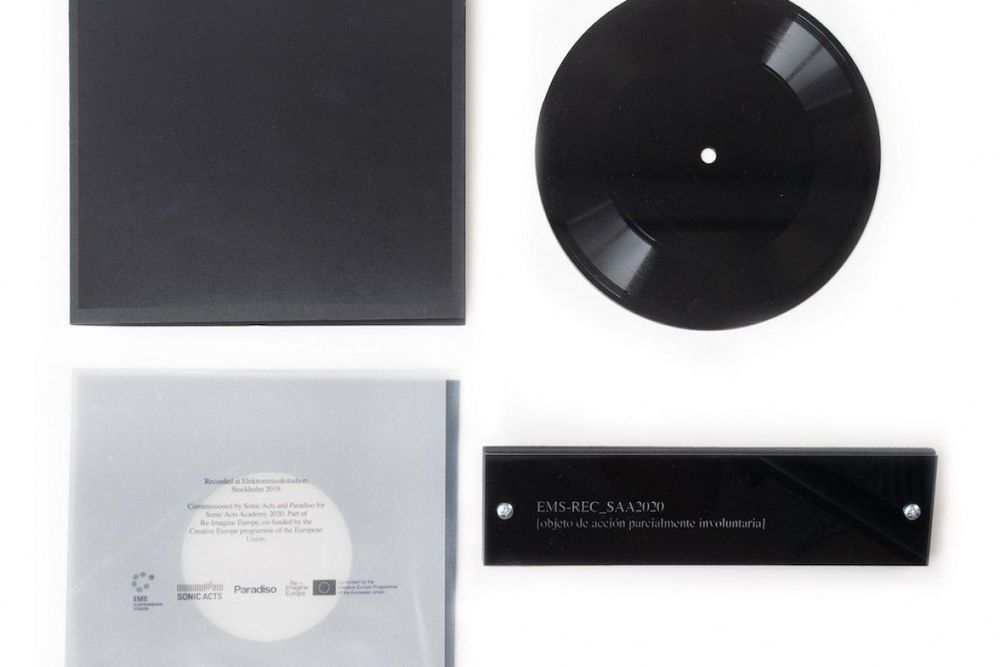 Recorded at Elektronmusikstudion,
Stockholm 2019.
Commissioned by Sonic Acts and Paradiso for
Sonic Acts Academy 2020. Part of
Re-Imagine Europe, co-funded by the
Creative Europe programme of the European
Union.
EMS
ELEKTRONMUSIK
STUDION
SONIC ACTS
Paradiso
Re-
Imagine
Europe
Co-funded by the
Creative Europe Programme
of the European Union
EMS-REC_SAA2020
[objeto de acción parcialmente involuntaria]